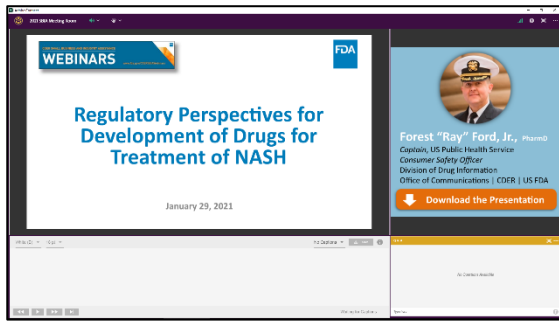 2021 SBIA Meeting Room
WEBINARS
FDA
Regulatory Perspectives for
Development of Drugs for
Treatment of NASH
January 29, 2021
Forest "Ray" Ford, Jr., PharmD
Captain, US Public Health Service
Consumer Safety Officer
Division of Drug Information
Office of Communications | CDER | US FDA
Download the Presentation
No Captions